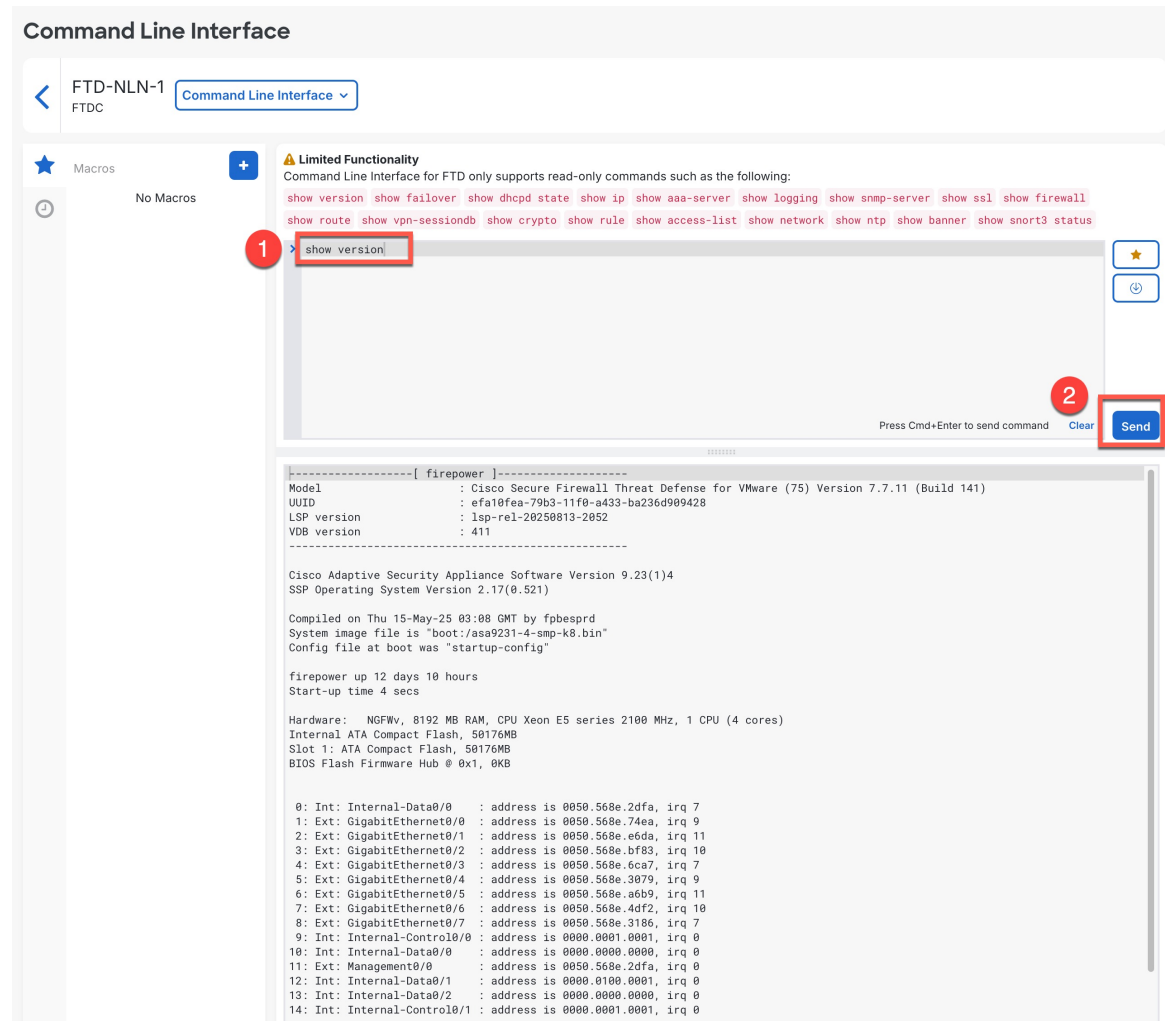 Command Line Interface
FTD-NLN-1
FTDC
Command Line Interface
Macros
+
No Macros
Limited Functionality
Command Line Interface for FTD only supports read-only commands such as the following:
show version show failover show dhcpd state show ip show aaa-server show logging show snmp-server show ssl show firewall
show route show vpn-sessiondb show crypto show rule show access-list show network show ntp show banner show snort3 status
1
> show version
2
Press Cmd+Enter to send command Clear Send
-------------------[ firepower ]--------------------
Model                     : Cisco Secure Firewall Threat Defense for VMware (75) Version 7.7.11 (Build 141)
UUID                      : efa10fea-79b3-11f0-a433-ba236d909428
LSP version               : lsp-rel-20250813-2052
VDB version               : 411
----------------------------------------------------
Cisco Adaptive Security Appliance Software Version 9.23(1)4
SSP Operating System Version 2.17(0.521)
Compiled on Thu 15-May-25 03:08 GMT by fpbesprd
System image file is "boot:/asa9231-4-smp-k8.bin"
Config file at boot was "startup-config"
firepower up 12 days 10 hours
Start-up time 4 secs
Hardware:   NGFWv, 8192 MB RAM, CPU Xeon E5 series 2100 MHz, 1 CPU (4 cores)
Internal ATA Compact Flash, 50176MB
Slot 1: ATA Compact Flash, 50176MB
BIOS Flash Firmware Hub @ 0x1, 0KB
 0: Int: Internal-Data0/0    : address is 0050.568e.2dfa, irq 7
 1: Ext: GigabitEthernet0/0  : address is 0050.568e.74ea, irq 9
 2: Ext: GigabitEthernet0/1  : address is 0050.568e.e6da, irq 11
 3: Ext: GigabitEthernet0/2  : address is 0050.568e.bf83, irq 10
 4: Ext: GigabitEthernet0/3  : address is 0050.568e.6ca7, irq 7
 5: Ext: GigabitEthernet0/4  : address is 0050.568e.3079, irq 9
 6: Ext: GigabitEthernet0/5  : address is 0050.568e.a6b9, irq 11
 7: Ext: GigabitEthernet0/6  : address is 0050.568e.4df2, irq 10
 8: Ext: GigabitEthernet0/7  : address is 0050.568e.3186, irq 7
 9: Int: Internal-Control0/0 : address is 0000.0001.0001, irq 0
10: Int: Internal-Data0/0    : address is 0000.0000.0000, irq 0
11: Ext: Management0/0       : address is 0050.568e.2dfa, irq 0
12: Int: Internal-Data0/1    : address is 0000.0100.0001, irq 0
13: Int: Internal-Data0/2    : address is 0000.0000.0000, irq 0
14: Int: Internal-Control0/1 : address is 0000.0001.0001, irq 0